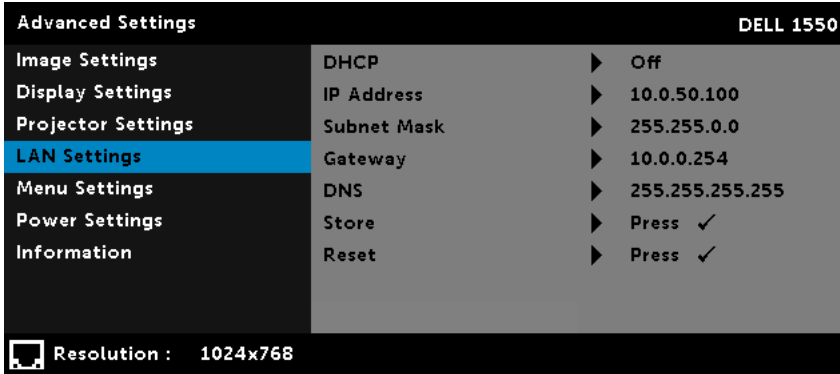 Advanced Settings DELL 1550
Image Settings DHCP Off
Display Settings IP Address 10.0.50.100
Projector Settings Subnet Mask 255.255.0.0
LAN Settings Gateway 10.0.0.254
Menu Settings DNS 255.255.255.255
Power Settings Store Press ✓
Information Reset Press ✓
Resolution : 1024x768